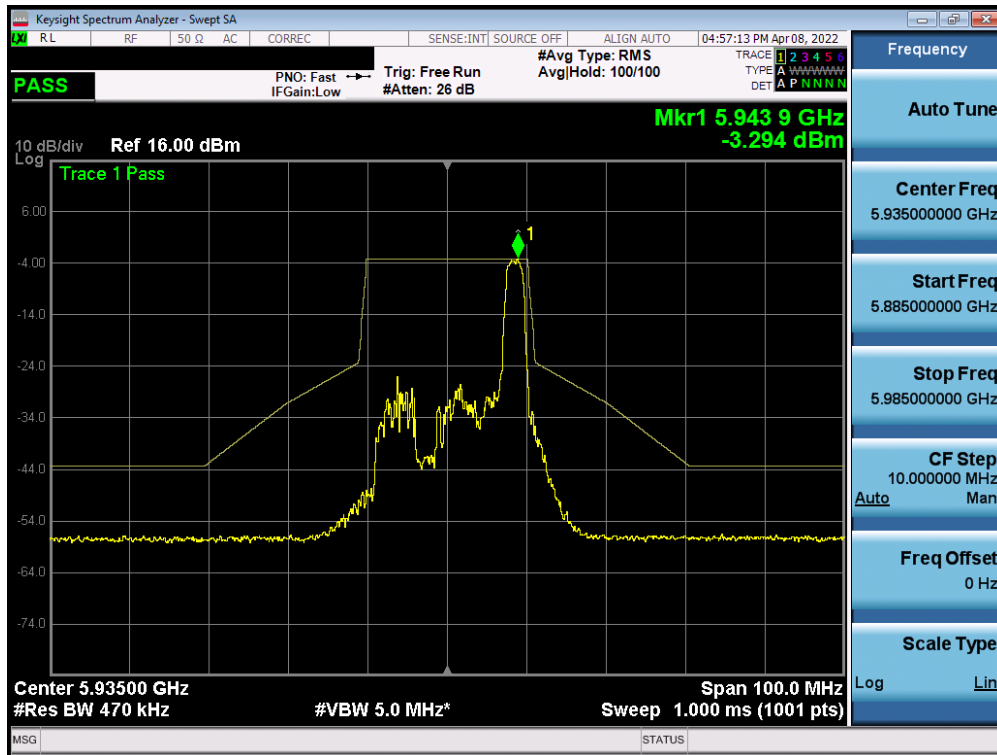 Keysight Spectrum Analyzer - Swept SA
LXI RL RF 50 Ω AC CORREC SENSE:INT SOURCE OFF ALIGN AUTO 04:57:13 PM Apr 08, 2022
PASS
PNO: Fast
IFGain:Low
Trig: Free Run
#Atten: 26 dB
#Avg Type: RMS
Avg|Hold: 100/100
TRACE 1 2 3 4 5 6
TYPE A WWWWW
DET A P N N N N
Mkr1 5.943 9 GHz
-3.294 dBm
10 dB/div Ref 16.00 dBm
Log
Trace 1 Pass
1
6.00
-4.00
-14.0
-24.0
-34.0
-44.0
-54.0
-64.0
-74.0
Center 5.93500 GHz
Span 100.0 MHz
#Res BW 470 kHz
#VBW 5.0 MHz*
Sweep 1.000 ms (1001 pts)
MSG
STATUS
Frequency
Auto Tune
Center Freq
5.935000000 GHz
Start Freq
5.885000000 GHz
Stop Freq
5.985000000 GHz
CF Step
10.000000 MHz
Auto Man
Freq Offset
0 Hz
Scale Type
Log Lin